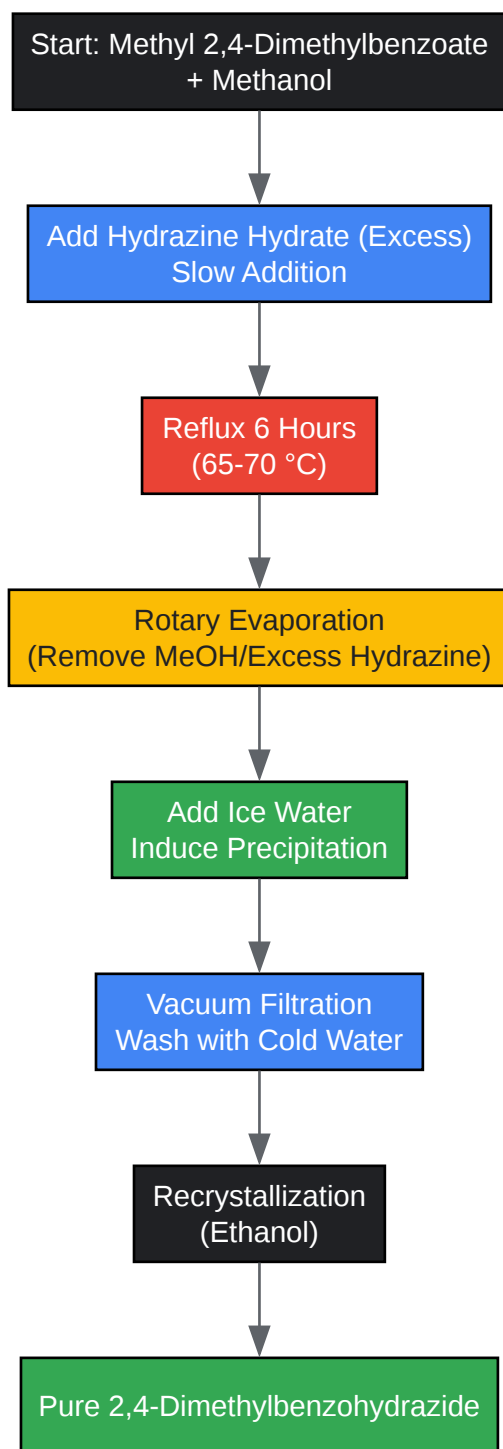 Start: Methyl 2,4-Dimethylbenzoate
+ Methanol
Add Hydrazine Hydrate (Excess)
Slow Addition
Reflux 6 Hours
(65-70 °C)
Rotary Evaporation
(Remove MeOH/Excess Hydrazine)
Add Ice Water
Induce Precipitation
Vacuum Filtration
Wash with Cold Water
Recrystallization
(Ethanol)
Pure 2,4-Dimethylbenzohydrazide